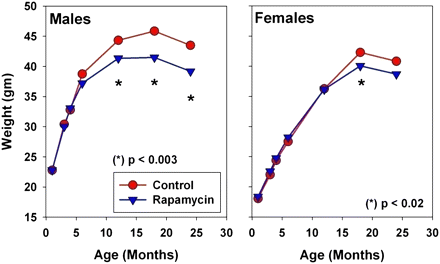 Males
Females
Weight (gm)
50
45
40
35
30
25
20
15
*
*
*
*
(*) p < 0.003
Control
Rapamycin
(*) p < 0.02
0 5 10 15 20 25 30
0 5 10 15 20 25 30
Age (Months)
Age (Months)